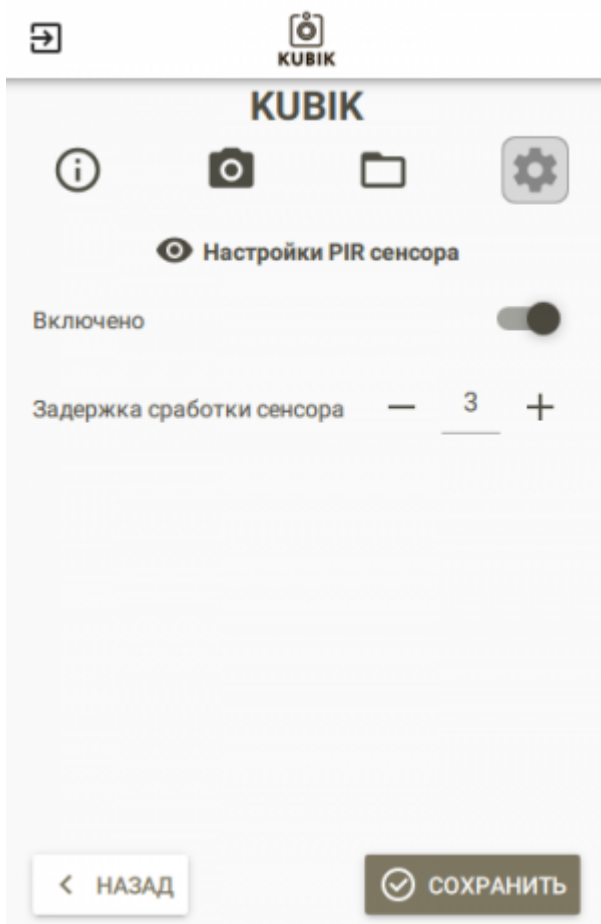 KUBIK
KUBIK
Настройки PIR сенсора
Включено
Задержка сработки сенсора 3
НАЗАД СОХРАНИТЬ